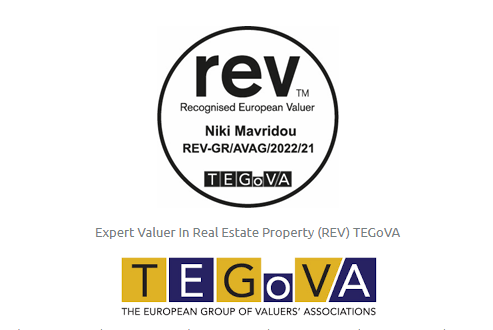 rev
TM
Recognised European Valuer
Niki Mavridou
REV-GR/AVAG/2022/21
TEGoVA
Expert Valuer In Real Estate Property (REV) TEGoVA
TEGoVA
THE EUROPEAN GROUP OF VALUERS' ASSOCIATIONS